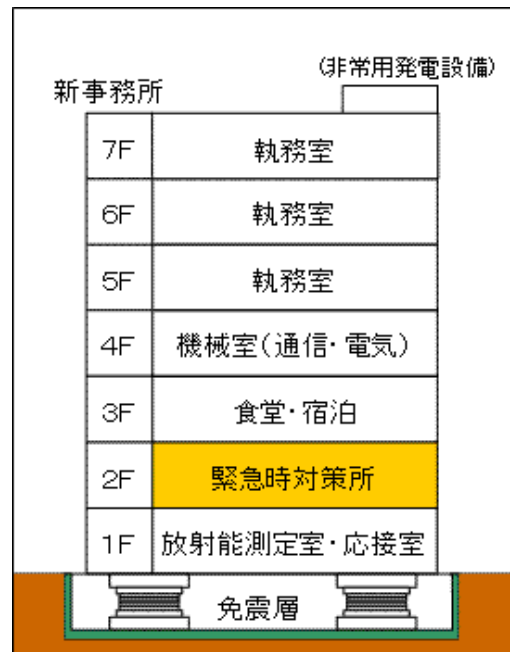 (非常用発電設備)
新事務所
7F 執務室
6F 執務室
5F 執務室
4F 機械室(通信・電気)
3F 食堂・宿泊
2F 緊急時対策所
1F 放射能測定室・応接室
免震層